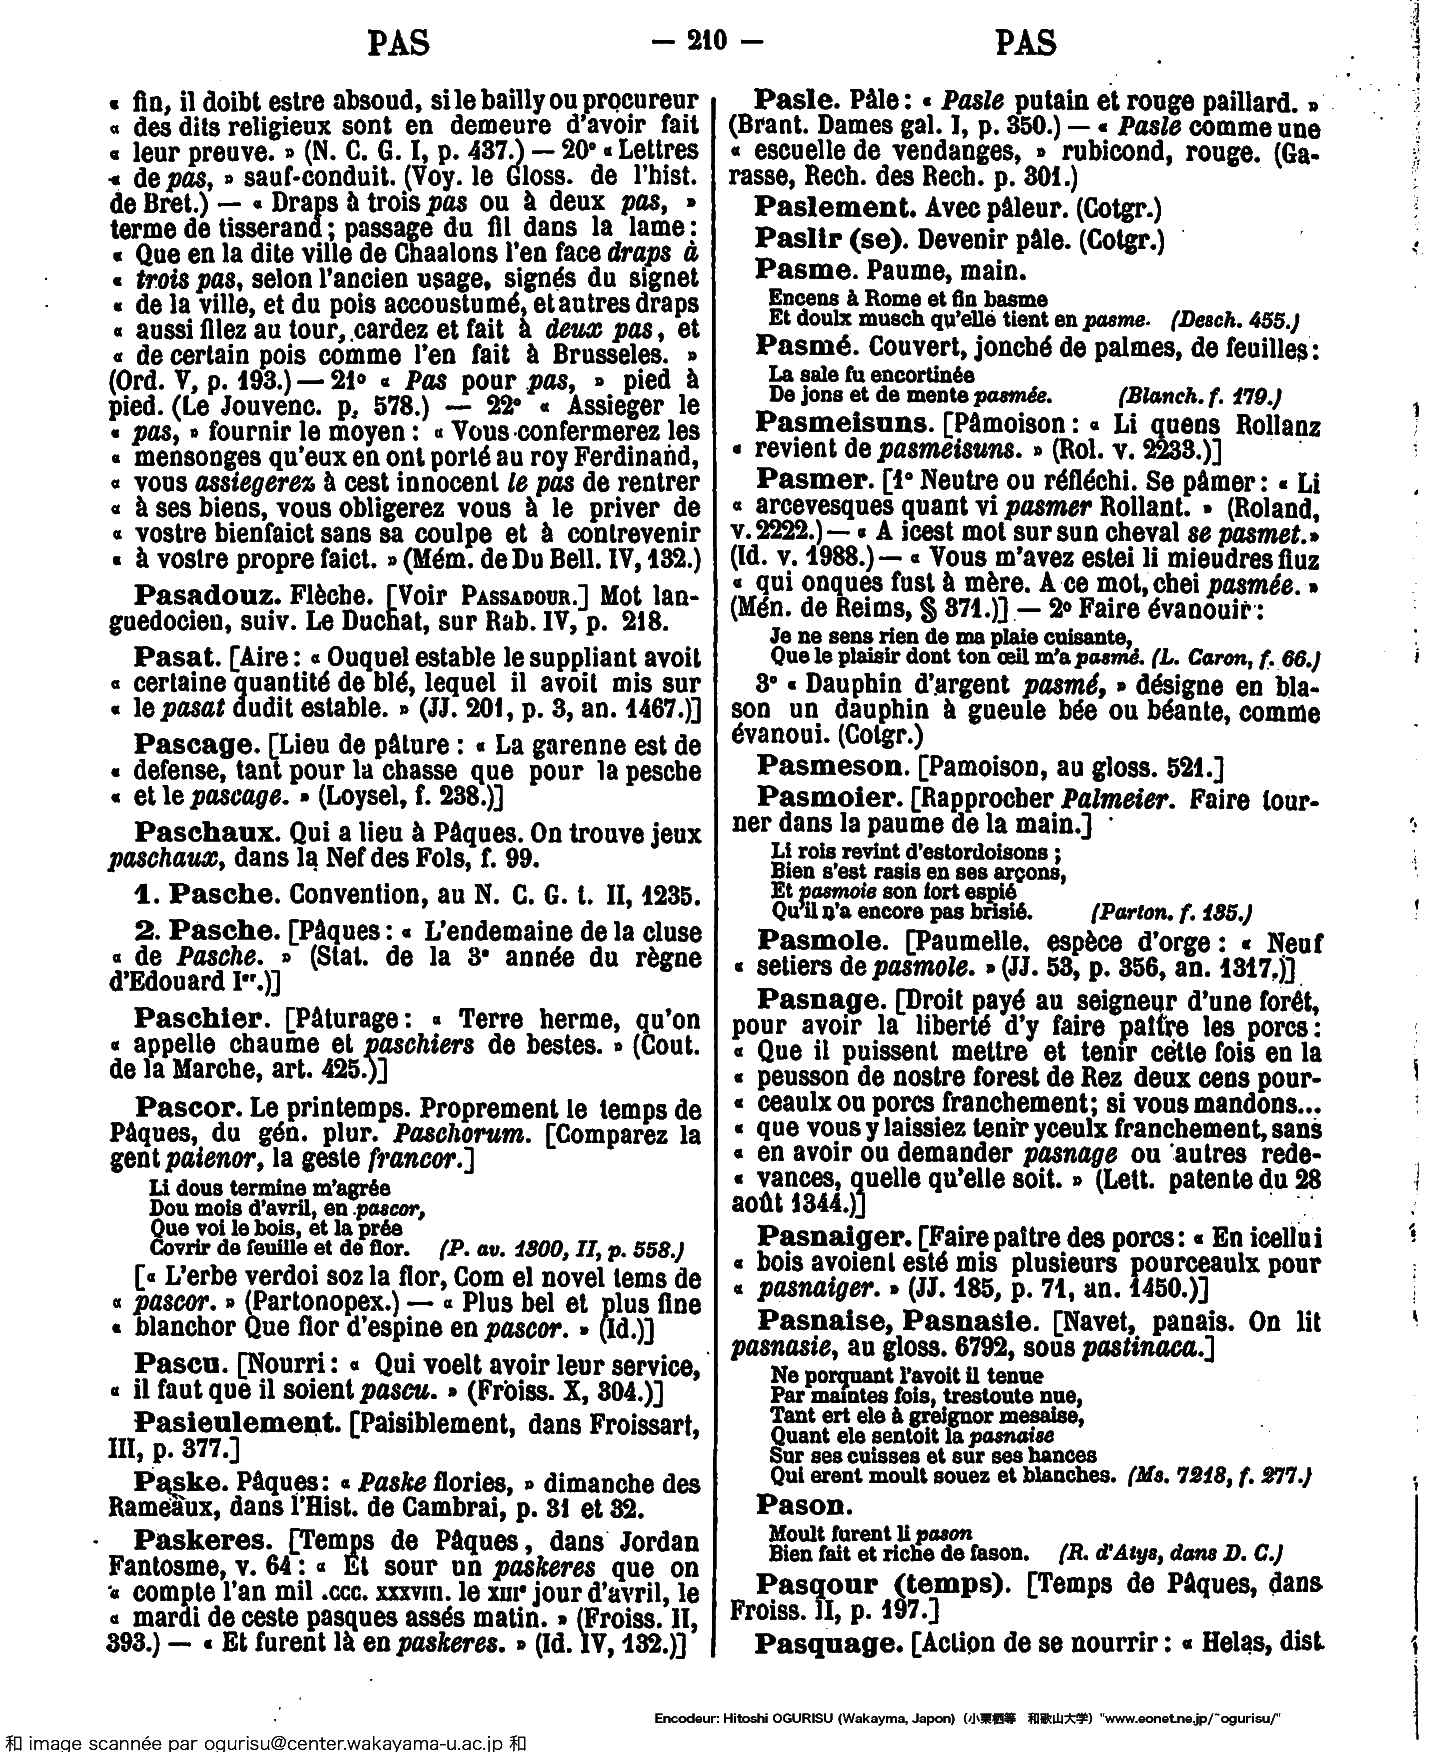 PAS — 210 — PAS
« fin, il doibt estre absoud, si le bailly ou procureur
« des dits religieux sont en demeure d'avoir fait
« leur preuve. » (N. C. G. I, p. 437.) — 20° « Lettres
« de pas, » sauf-conduit. (Voy. le Gloss. de l'hist.
de Bret.) — « Draps à trois pas ou à deux pas, »
terme de tisserand ; passage du fil dans la lame :
« Que en la dite ville de Chaalons l'en face draps à
« trois pas, selon l'ancien usage, signés du signet
« de la ville, et du pois accoustumé, et autres draps
« aussi filez au tour, cardez et fait à deux pas, et
« de certain pois comme l'en fait à Brusseles. »
(Ord. V, p. 193.) — 21° « Pas pour pas, » pied à
pied. (Le Jouvenc. p. 578.) — 22° « Assieger le
« pas, » fournir le moyen : « Vous confermerez les
« mensonges qu'eux en ont porté au roy Ferdinand,
« vous assiegerez à cest innocent le pas de rentrer
« à ses biens, vous obligerez vous à le priver de
« vostre bienfaict sans sa coulpe et à contrevenir
« à vostre propre faict. » (Mém. de Du Bell. IV, 132.)
Pasadouz. Flèche. [Voir PASSADOUR.] Mot lan-
guedocien, suiv. Le Duchat, sur Rab. IV, p. 218.
Pasat. [Aire : « Ouquel estable le suppliant avoit
« certaine quantité de blé, lequel il avoit mis sur
« le pasat dudit estable. » (JJ. 201, p. 3, an. 1467.)]
Pascage. [Lieu de pâture : « La garenne est de
« defense, tant pour la chasse que pour la pesche
« et le pascage. » (Loysel, f. 238.)]
Paschaux. Qui a lieu à Pâques. On trouve jeux
paschaux, dans la Nef des Fols, f. 99.
1. Pasche. Convention, au N. C. G. t. II, 1235.
2. Pasche. [Pâques : « L'endemaine de la cluse
« de Pasche. » (Stat. de la 3e année du règne
d'Edouard Ier.)]
Paschier. [Pâturage : « Terre herme, qu'on
« appelle chaume et paschiers de bestes. » (Cout.
de la Marche, art. 425.)]
Pascor. Le printemps. Proprement le temps de
Pâques, du gén. plur. Paschorum. [Comparez la
gent paienor, la geste francor.]
Li dous termine m'agrée
Dou mois d'avril, en pascor,
Que voi le bois, et la prée
Covrir de feuille et de flor. (P. av. 1300, II, p. 558.)
[« L'erbe verdoi soz la flor, Com el novel tems de
« pascor. » (Partonopex.) — « Plus bel et plus fine
« blanchor Que flor d'espine en pascor. » (Id.)]
Pascu. [Nourri : « Qui voelt avoir leur service,
« il faut que il soient pascu. » (Froiss. X, 304.)]
Pasieulement. [Paisiblement, dans Froissart,
III, p. 377.]
Paske. Pâques : « Paske flories, » dimanche des
Rameaux, dans l'Hist. de Cambrai, p. 31 et 32.
Paskeres. [Temps de Pâques, dans Jordan
Fantosme, v. 64 : « Et sour un paskeres que on
« compte l'an mil .ccc. xxxviii. le xiiie jour d'avril, le
« mardi de ceste pasques assés matin. » (Froiss. II,
393.) — « Et furent là en paskeres. » (Id. IV, 132.)]
Pasle. Pâle : « Pasle putain et rouge paillard. »
(Brant. Dames gal. I, p. 350.) — « Pasle comme une
« escuelle de vendanges, » rubicond, rouge. (Ga-
rasse, Rech. des Rech. p. 301.)
Paslement. Avec pâleur. (Cotgr.)
Paslir (se). Devenir pâle. (Cotgr.)
Pasme. Paume, main.
Encens à Rome et fin basme
Et doulx musch qu'elle tient en pasme. (Desch. 455.)
Pasmé. Couvert, jonché de palmes, de feuilles :
La sale fu encortinée
De jons et de mente pasmée. (Blanch. f. 179.)
Pasmeisuns. [Pâmoison : « Li quens Rollanz
« revient de pasmeisuns. » (Rol. v. 2233.)]
Pasmer. [1° Neutre ou réfléchi. Se pâmer : « Li
« arcevesques quant vi pasmer Rollant. » (Roland,
v. 2222.) — « A icest mot sur sun cheval se pasmet. »
(Id. v. 1988.) — « Vous m'avez estei li mieudres fiuz
« qui onques fust à mère. A ce mot, chei pasmée. »
(Mén. de Reims, § 371.)] — 2° Faire évanouir :
Je ne sens rien de ma plaie cuisante,
Que le plaisir dont ton œil m'a pasmé. (L. Caron, f. 66.)
3° « Dauphin d'argent pasmé, » désigne en bla-
son un dauphin à gueule bée ou béante, comme
évanoui. (Cotgr.)
Pasmeson. [Pamoison, au gloss. 521.]
Pasmoier. [Rapprocher Palmeier. Faire tour-
ner dans la paume de la main.]
Li rois revint d'estordoisons ;
Bien s'est rasis en ses arçons,
Et pasmoie son fort espié
Qu'il n'a encore pas brisié. (Parton. f. 135.)
Pasmole. [Paumelle, espèce d'orge : « Neuf
« setiers de pasmole. » (JJ. 53, p. 356, an. 1317.)]
Pasnage. [Droit payé au seigneur d'une forêt,
pour avoir la liberté d'y faire paître les porcs :
« Que il puissent mettre et tenir cette fois en la
« peusson de nostre forest de Rez deux cens pour-
« ceaulx ou porcs franchement ; si vous mandons...
« que vous y laissiez tenir yceulx franchement, sans
« en avoir ou demander pasnage ou autres rede-
« vances, quelle qu'elle soit. » (Lett. patente du 28
août 1344.)]
Pasnaiger. [Faire paître des porcs : « En icellui
« bois avoient esté mis plusieurs pourceaulx pour
« pasnaiger. » (JJ. 185, p. 71, an. 1450.)]
Pasnaise, Pasnasie. [Navet, panais. On lit
pasnasie, au gloss. 6792, sous pastinaca.]
Ne porquant l'avoit il tenue
Par maintes fois, trestoute nue,
Tant ert ele à greignor mesaise,
Quant ele sentoit la pasnaise
Sur ses cuisses et sur ses hances
Qui erent moult souez et blanches. (Ms. 7218, f. 277.)
Pason.
Moult furent li pason
Bien fait et riche de fason. (R. d'Atys, dans D. C.)
Pasqour (temps). [Temps de Pâques, dans
Froiss. II, p. 197.]
Pasquage. [Action de se nourrir : « Helas, dist
Encodeur: Hitoshi OGURISU (Wakayma, Japon) (小栗栖等 和歌山大学) "www.eonet.ne.jp/~ogurisu/"
和 image scannée par ogurisu@center.wakayama-u.ac.jp 和